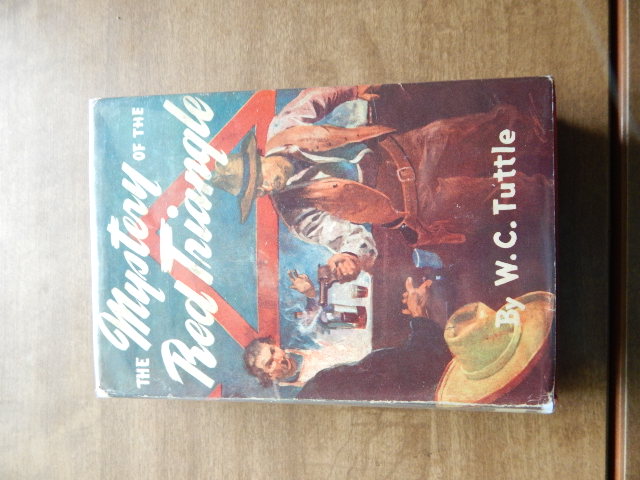 THE Mystery OF THE
Red Triangle
By W.C. Tuttle